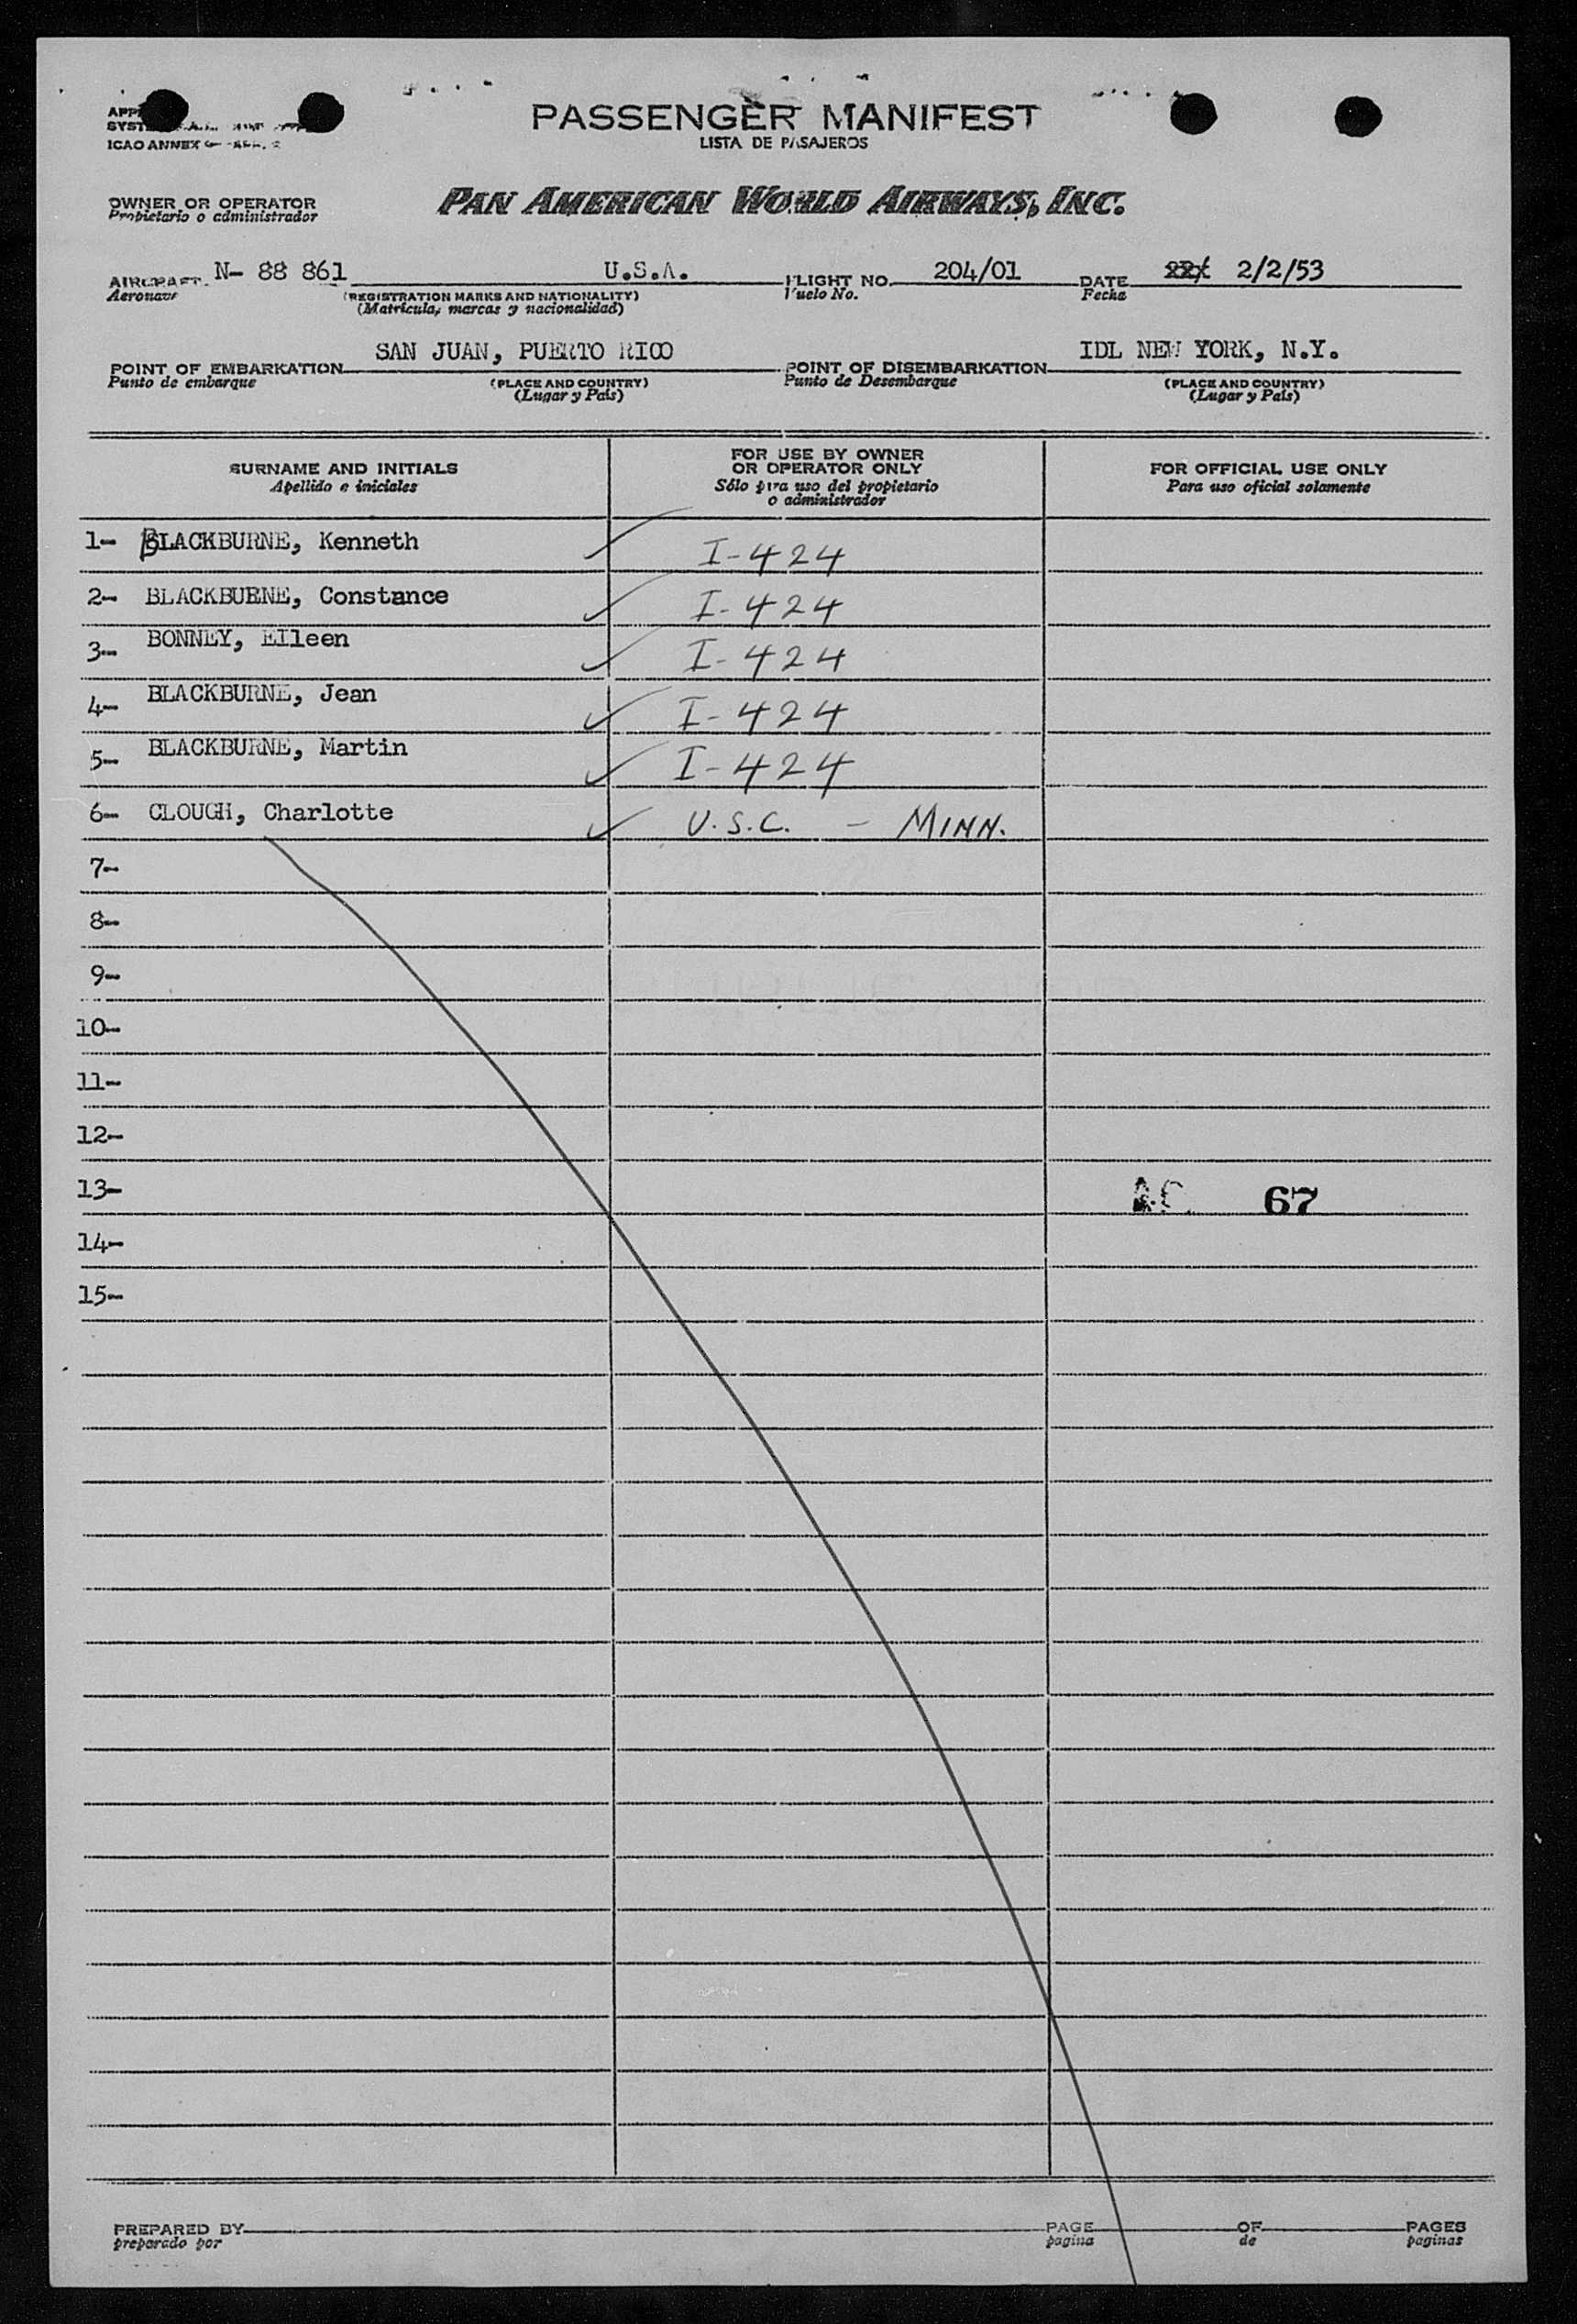 PASSENGER MANIFEST
LISTA DE PASAJEROS
ICAO ANNEX
OWNER OR OPERATOR
Propietario o administrador
PAN AMERICAN WORLD AIRWAYS, INC.
AIRCRAFT N- 88 861 U.S.A. FLIGHT NO. 204/01 DATE 2/2/53
Aeronave (REGISTRATION MARKS AND NATIONALITY) Vuelo No. Fecha
(Matrícula, marcas y nacionalidad)
POINT OF EMBARKATION SAN JUAN, PUERTO RICO POINT OF DISEMBARKATION IDL NEW YORK, N.Y.
Punto de embarque (PLACE AND COUNTRY) Punto de Desembarque (PLACE AND COUNTRY)
(Lugar y País) (Lugar y País)
SURNAME AND INITIALS
Apellido e iniciales
FOR USE BY OWNER
OR OPERATOR ONLY
Sólo para uso del propietario
o administrador
FOR OFFICIAL USE ONLY
Para uso oficial solamente
1- BLACKBURNE, Kenneth I-424
2- BLACKBURNE, Constance I-424
3- BONNEY, EIleen I-424
4- BLACKBURNE, Jean I-424
5- BLACKBURNE, Martin I-424
6- CLOUGH, Charlotte U.S.C. - MINN.
7-
8-
9-
10-
11-
12-
13- 67
14-
15-
PREPARED BY PAGE OF PAGES
preparado por pagina de paginas